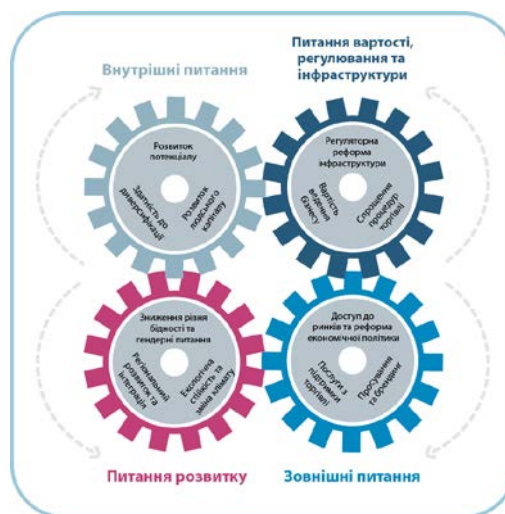 Внутрішні питання
Питання вартості,
регулювання та
інфраструктури
Розвиток
потенціалу
Здатність до
диверсифікації
Розвиток
людського
капіталу
Регуляторна
реформа
інфраструктури
Вартість
ведення
бізнесу
Спрощення
процедур
торгівлі
Зниження рівня
бідності та
гендерні питання
Регіональний
розвиток та
інтеграція
Екологічна
стійкість та
зміна клімату
Доступ до
ринків та реформа
економічної політики
Послуги з
підтримки
торгівлі
Просування
та брендинг
Питання розвитку
Зовнішні питання